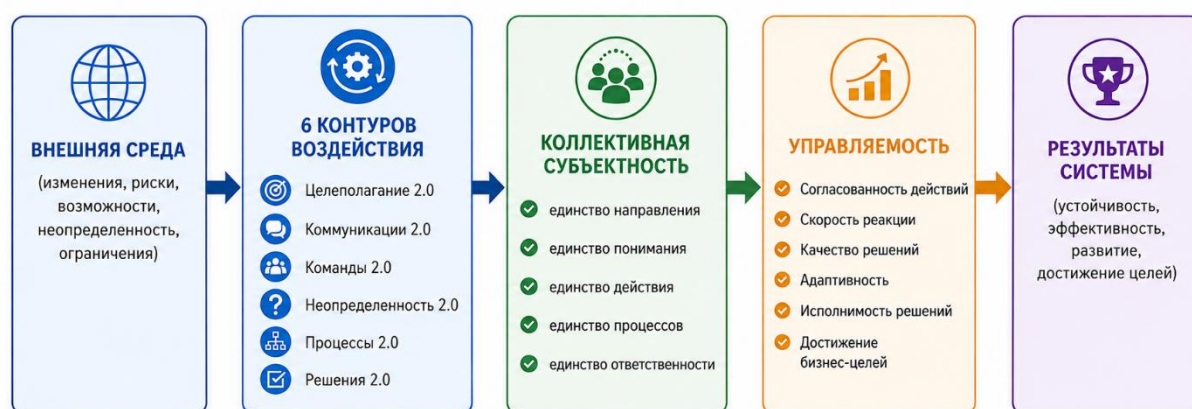 ВНЕШНЯЯ СРЕДА
(изменения, риски,
возможности,
неопределенность,
ограничения)
6 КОНТУРОВ
ВОЗДЕЙСТВИЯ
Целеполагание 2.0
Коммуникации 2.0
Команды 2.0
Неопределенность 2.0
Процессы 2.0
Решения 2.0
КОЛЛЕКТИВНАЯ
СУБЪЕКТНОСТЬ
единство направления
единство понимания
единство действия
единство процессов
единство ответственности
УПРАВЛЯЕМОСТЬ
Согласованность действий
Скорость реакции
Качество решений
Адаптивность
Исполнимость решений
Достижение
бизнес-целей
РЕЗУЛЬТАТЫ
СИСТЕМЫ
(устойчивость,
эффективность,
развитие,
достижение целей)